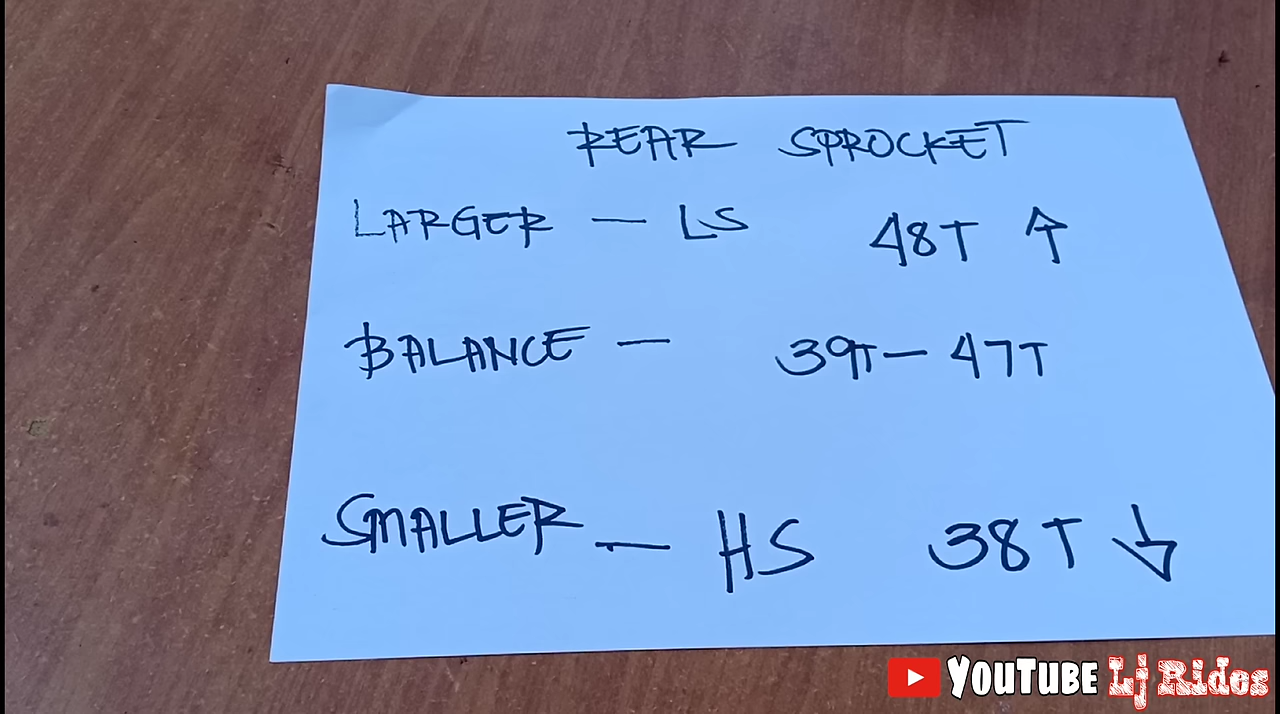 REAR SPROCKET
LARGER — LS 48T ↑
BALANCE — 39T — 47T
SMALLER — HS 38T ↓
YOUTUBE Lj Rides